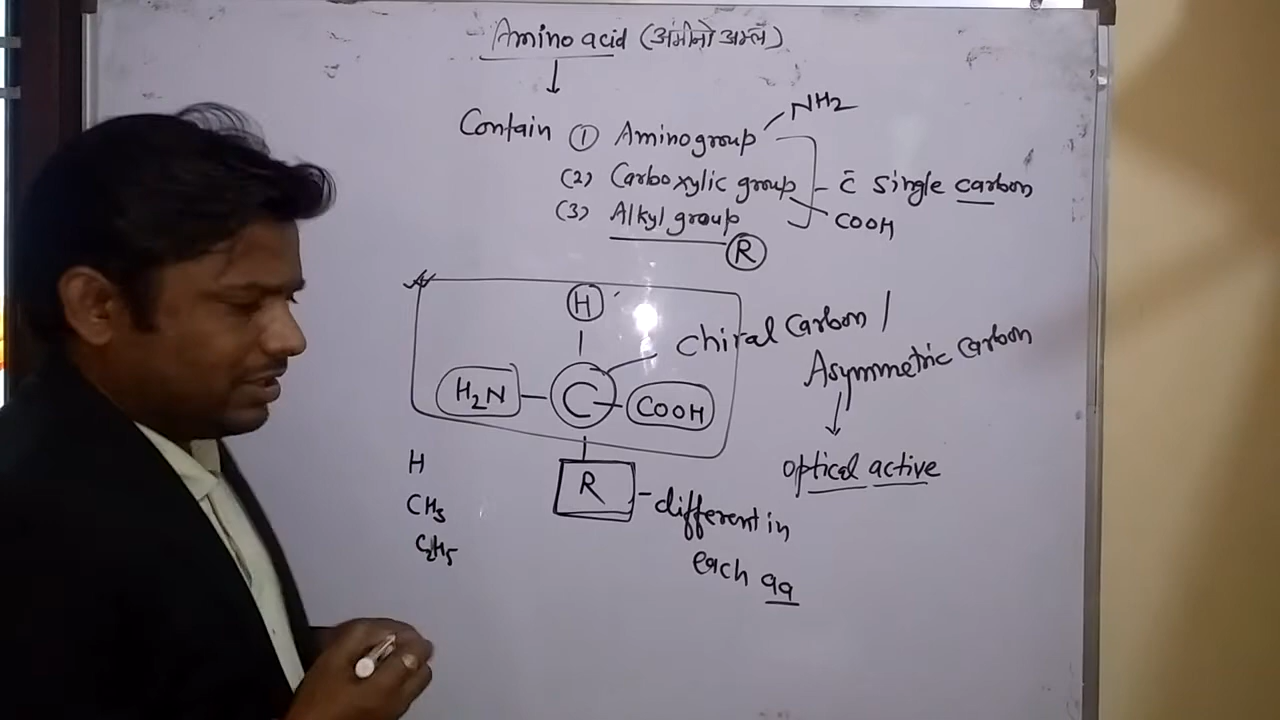 Amino acid (अमीनो अम्ल)
Contain ① Amino group NH2
(2) Carboxylic group c̄ single carbon
COOH
(3) Alkyl group
R
H
Chiral Carbon /
Asymmetric Carbon
H2N C COOH
optical active
R - different in
each aa
H
CH3
C2H5